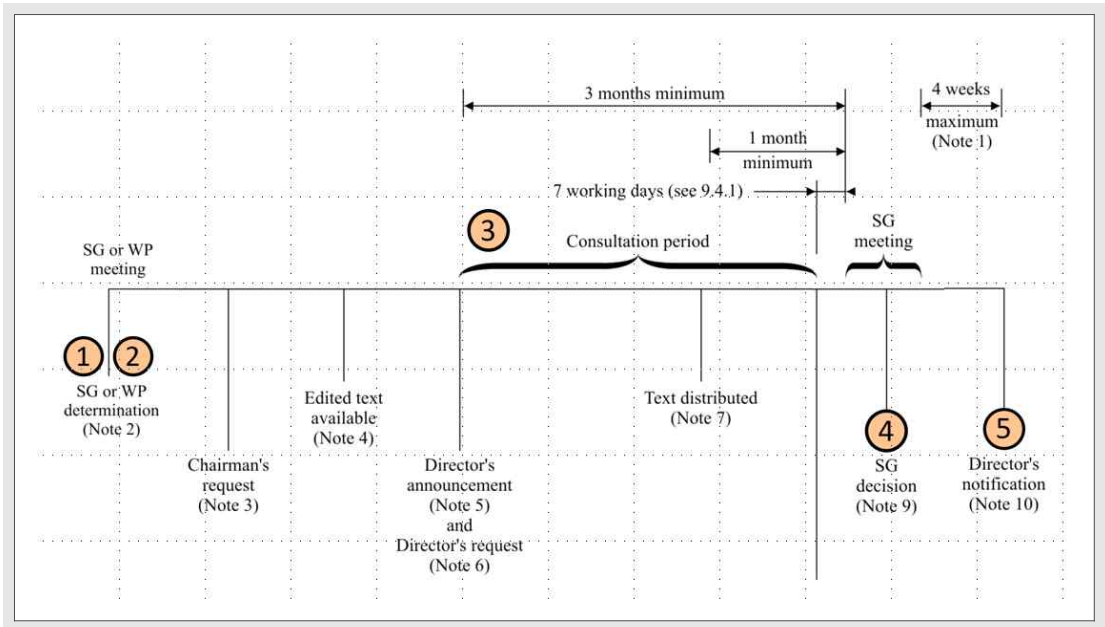 3 months minimum
4 weeks
maximum
(Note 1)
1 month
minimum
7 working days (see 9.4.1)
3
Consultation period
SG
meeting
SG or WP
meeting
1
2
SG or WP
determination
(Note 2)
Chairman's
request
(Note 3)
Edited text
available
(Note 4)
Director's
announcement
(Note 5)
and
Director's request
(Note 6)
Text distributed
(Note 7)
4
SG
decision
(Note 9)
5
Director's
notification
(Note 10)